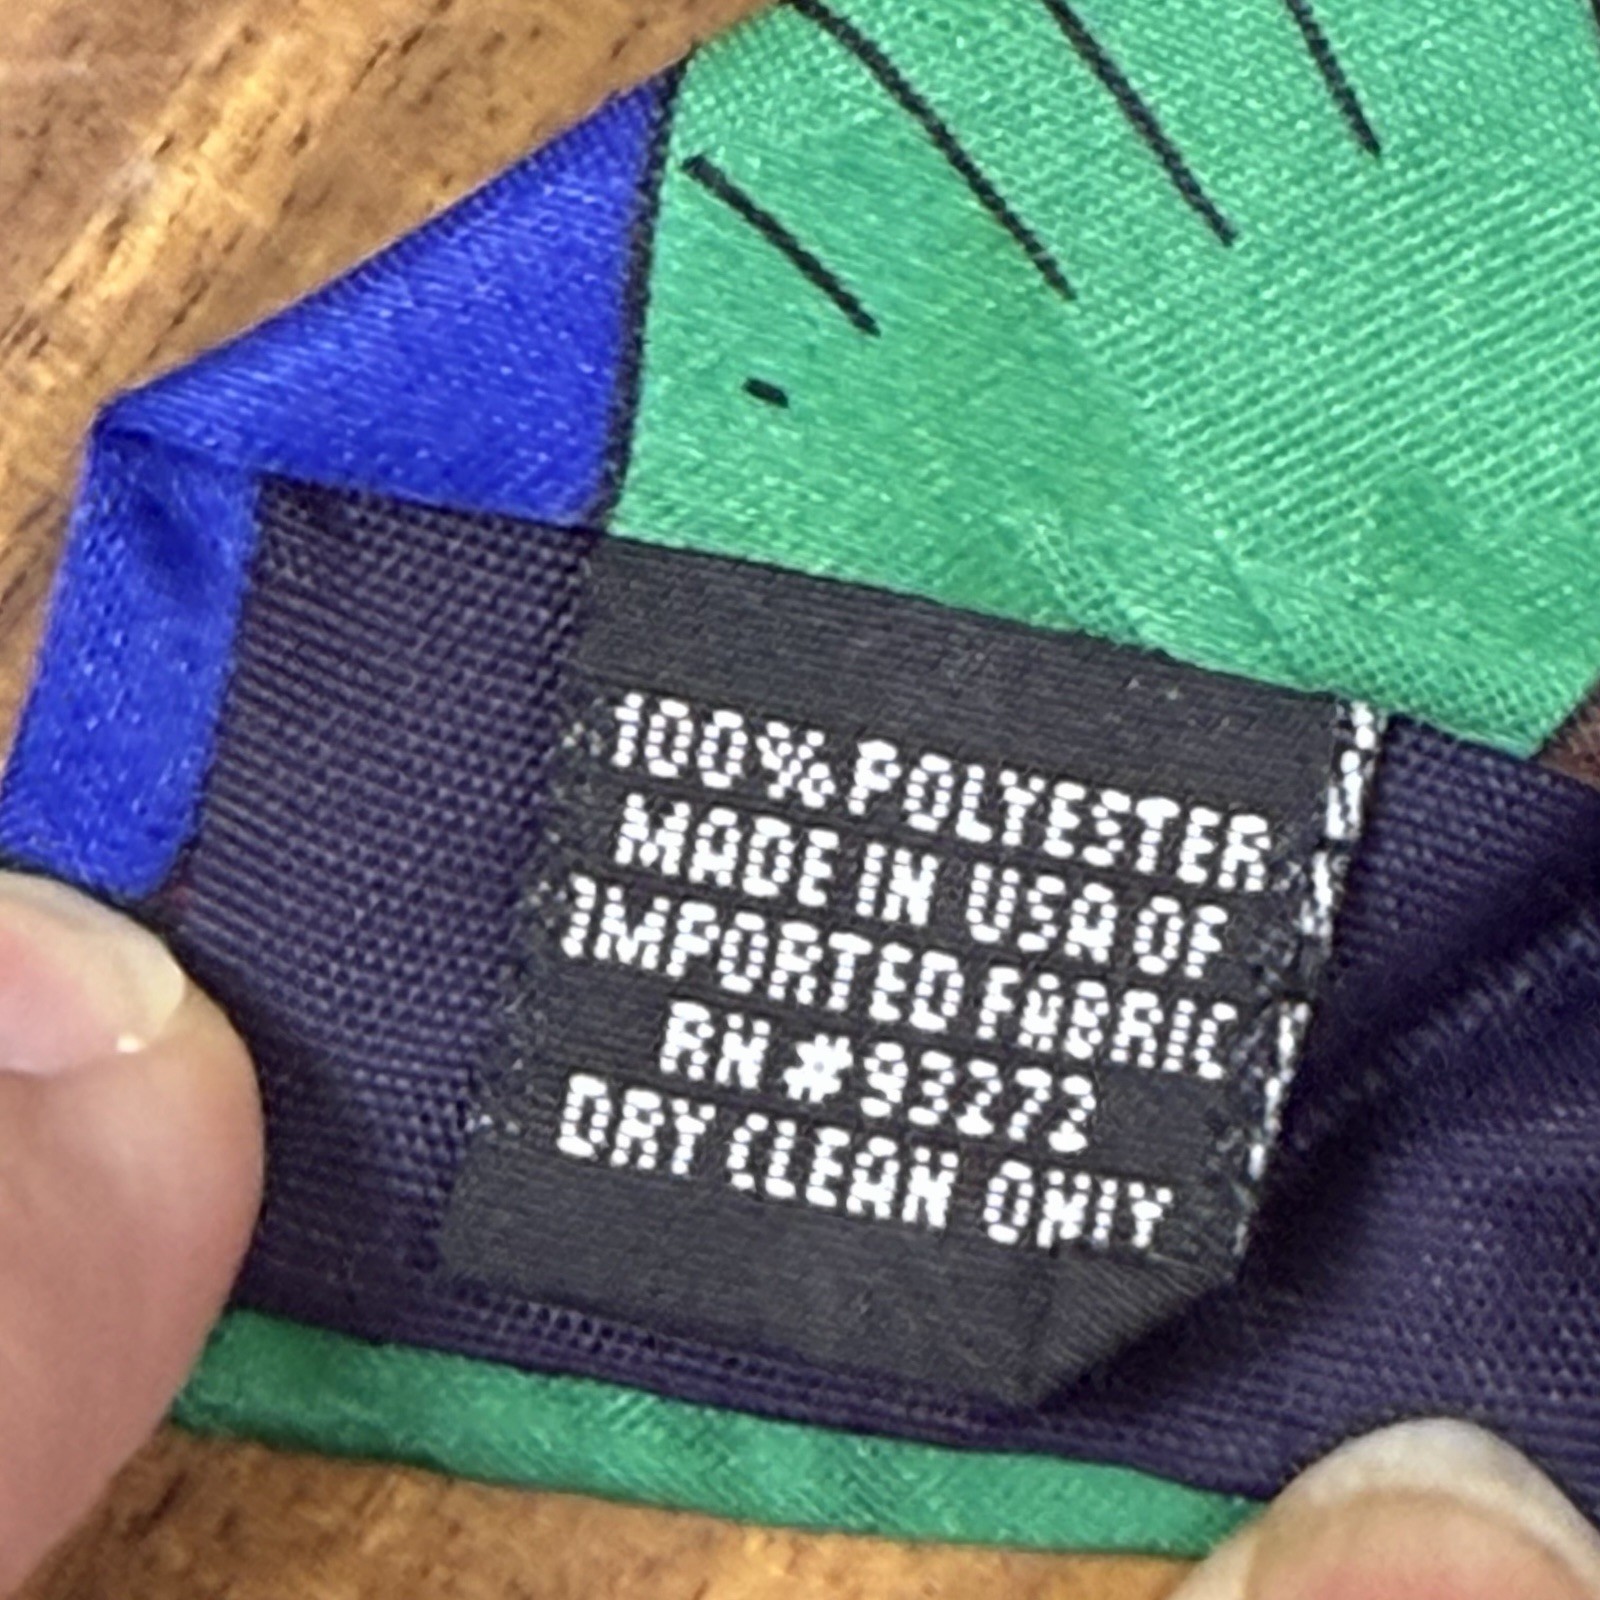 100% POLYESTER
MADE IN USA OF
IMPORTED FABRIC
RN #93272
DRY CLEAN ONLY